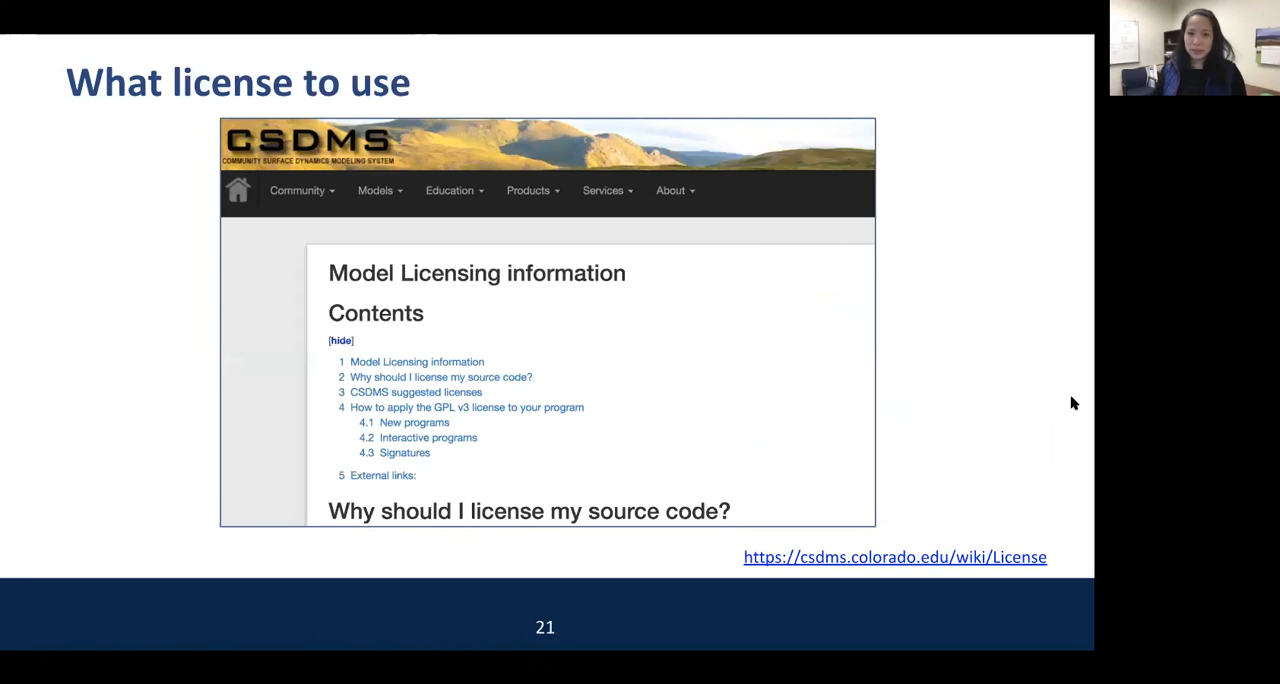 What license to use
CSDMS
COMMUNITY SURFACE DYNAMICS MODELING SYSTEM
Community Models Education Products Services About
Model Licensing information
Contents
[hide]
1 Model Licensing information
2 Why should I license my source code?
3 CSDMS suggested licenses
4 How to apply the GPL v3 license to your program
4.1 New programs
4.2 Interactive programs
4.3 Signatures
5 External links:
Why should I license my source code?
https://csdms.colorado.edu/wiki/License
21